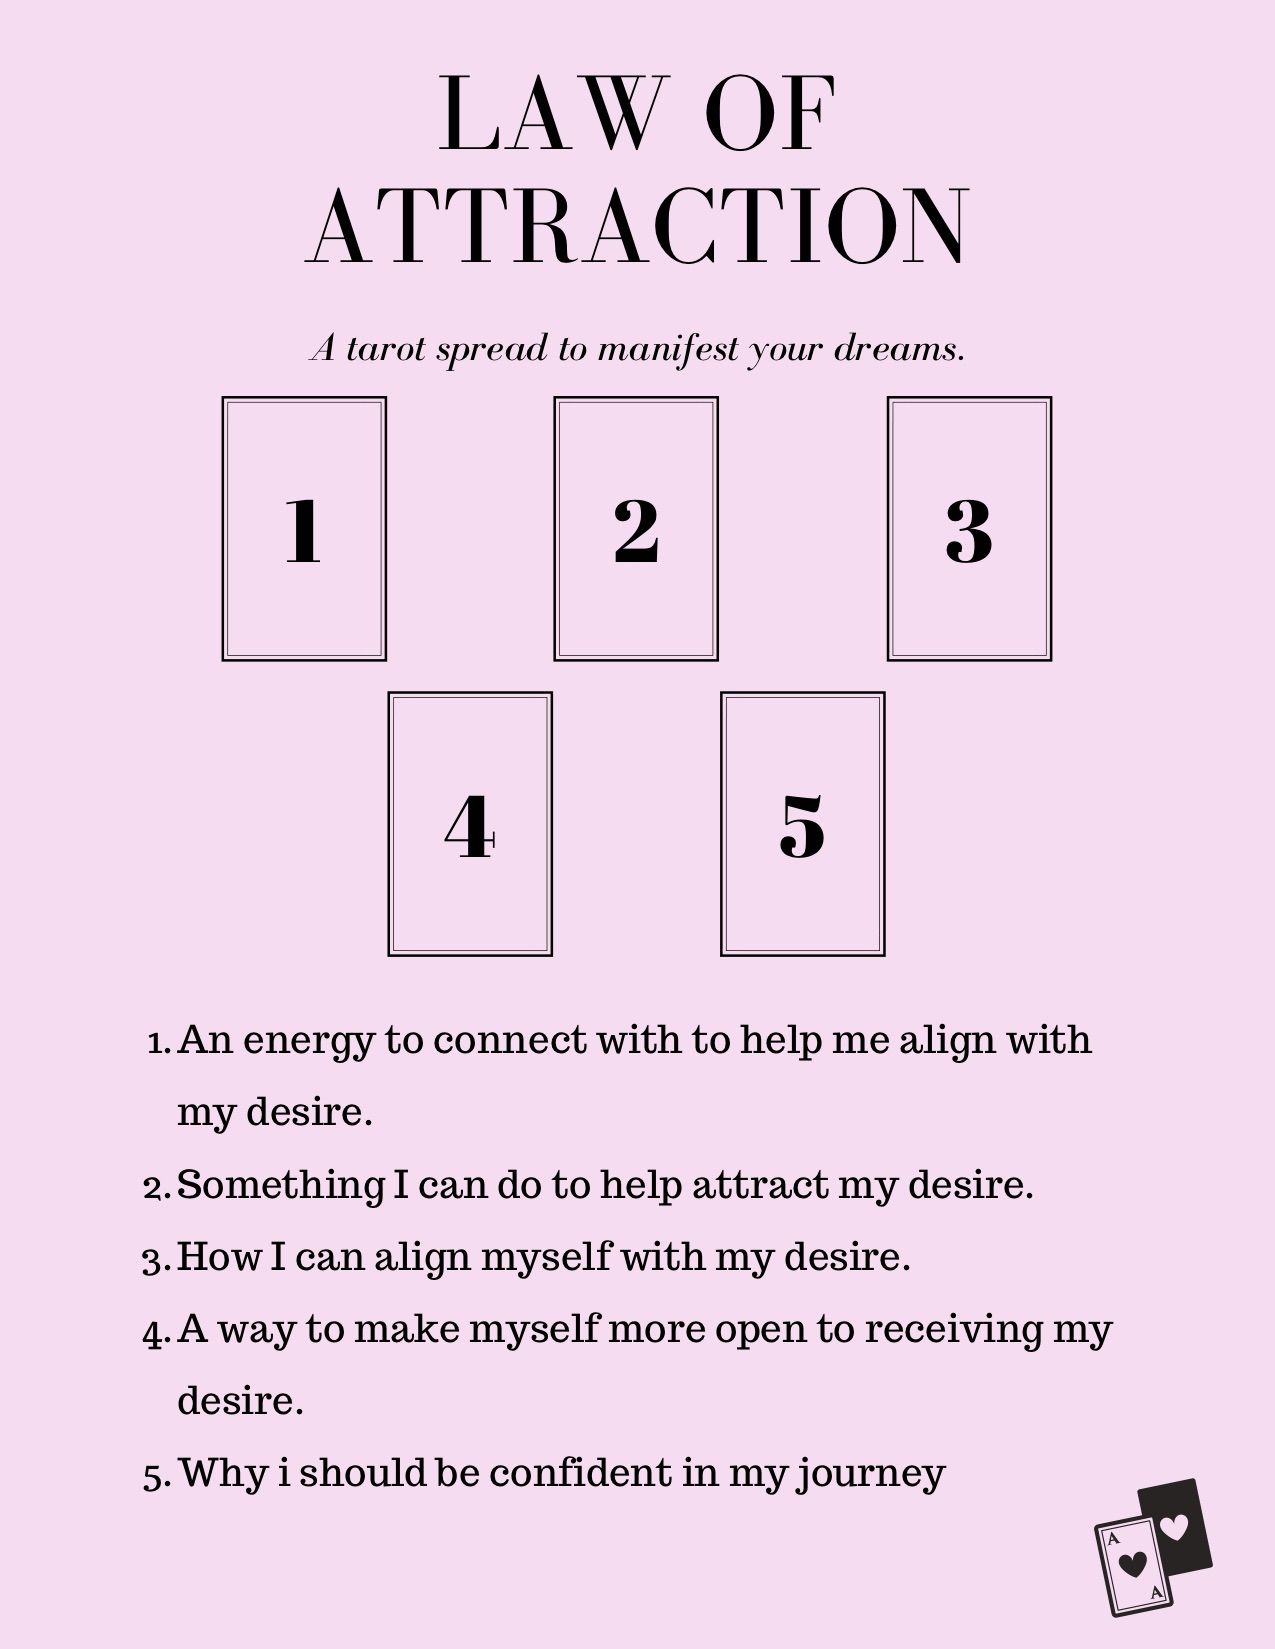 LAW OF
ATTRACTION
A tarot spread to manifest your dreams.
1 2 3
4 5
1. An energy to connect with to help me align with
my desire.
2. Something I can do to help attract my desire.
3. How I can align myself with my desire.
4. A way to make myself more open to receiving my
desire.
5. Why i should be confident in my journey
A
A